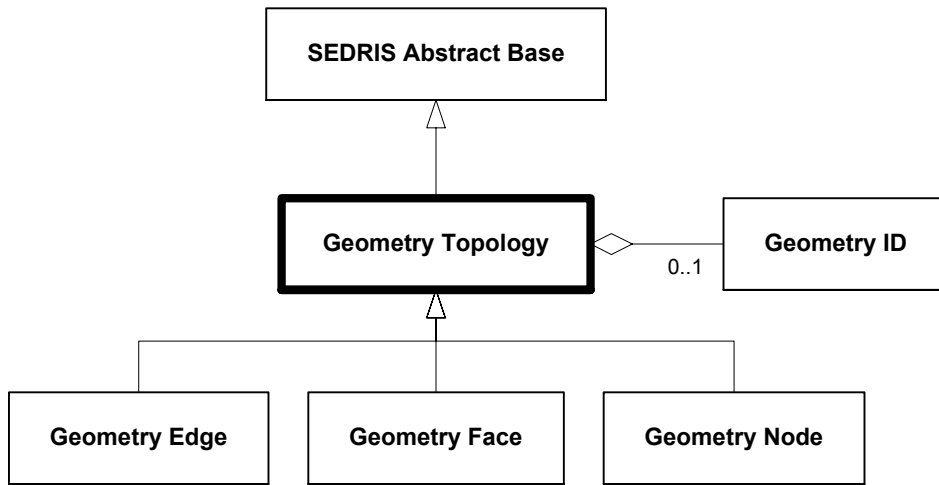 SEDRIS Abstract Base
Geometry Topology
Geometry ID
0..1
Geometry Edge
Geometry Face
Geometry Node